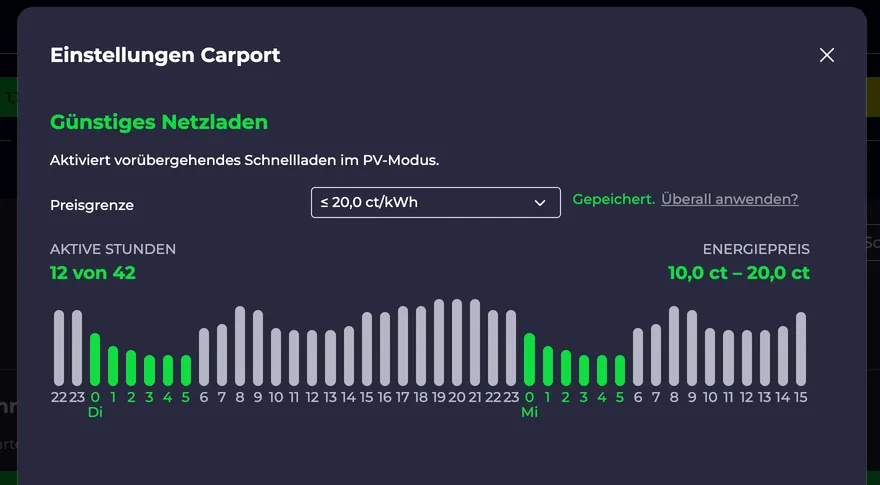 Einstellungen Carport
Günstiges Netzladen
Aktiviert vorübergehendes Schnellladen im PV-Modus.
Preisgrenze
≤ 20,0 ct/kWh
Gepeichert. Überall anwenden?
AKTIVE STUNDEN
ENERGIEPREIS
12 von 42
10,0 ct – 20,0 ct
22 23 0 1 2 3 4 5 6 7 8 9 10 11 12 13 14 15 16 17 18 19 20 21 22 23 0 1 2 3 4 5 6 7 8 9 10 11 12 13 14 15
Di Mi